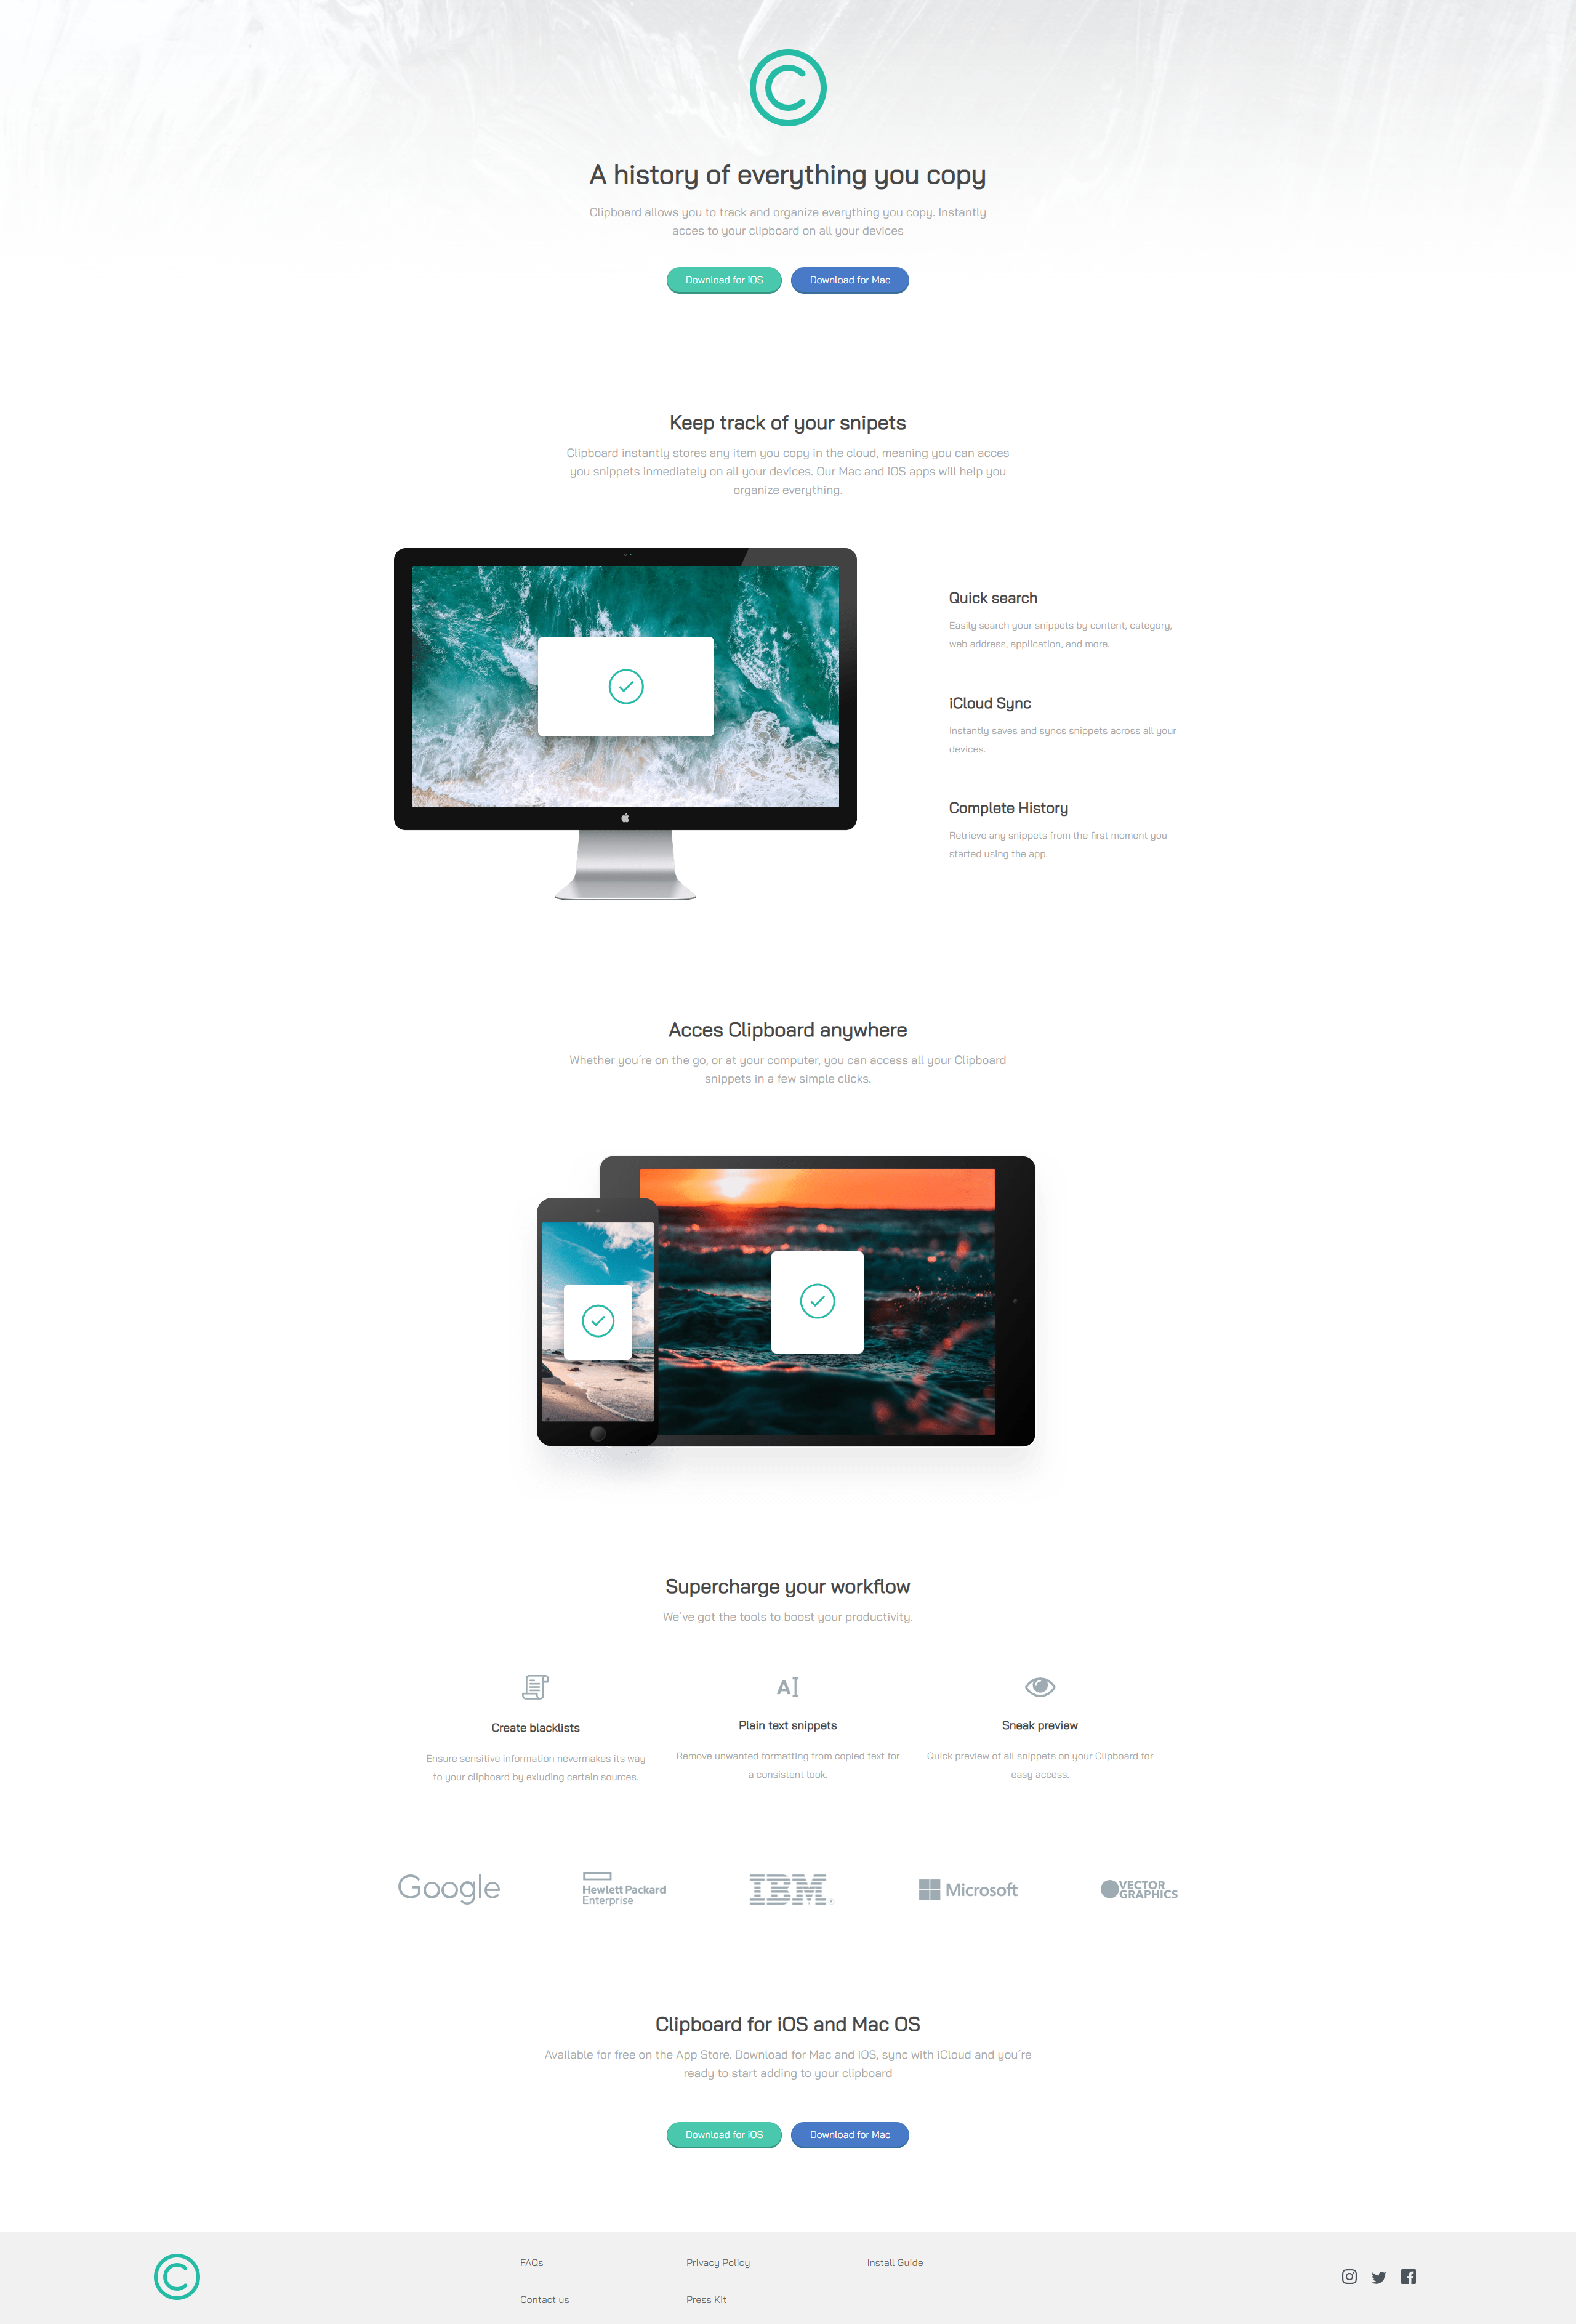 A history of everything you copy
Clipboard allows you to track and organize everything you copy. Instantly
acces to your clipboard on all your devices
Download for iOS
Download for Mac
Keep track of your snipets
Clipboard instantly stores any item you copy in the cloud, meaning you can acces
you snippets inmediately on all your devices. Our Mac and iOS apps will help you
organize everything.
Quick search
Easily search your snippets by content, category,
web address, application, and more.
iCloud Sync
Instantly saves and syncs snippets across all your
devices.
Complete History
Retrieve any snippets from the first moment you
started using the app.
Acces Clipboard anywhere
Whether you´re on the go, or at your computer, you can access all your Clipboard
snippets in a few simple clicks.
Supercharge your workflow
We´ve got the tools to boost your productivity.
Create blacklists
Ensure sensitive information nevermakes its way
to your clipboard by exluding certain sources.
Plain text snippets
Remove unwanted formatting from copied text for
a consistent look.
Sneak preview
Quick preview of all snippets on your Clipboard for
easy access.
Google
Hewlett Packard
Enterprise
IBM
Microsoft
VECTOR
GRAPHICS
Clipboard for iOS and Mac OS
Available for free on the App Store. Download for Mac and iOS, sync with iCloud and you´re
ready to start adding to your clipboard
Download for iOS
Download for Mac
FAQs
Privacy Policy
Install Guide
Contact us
Press Kit